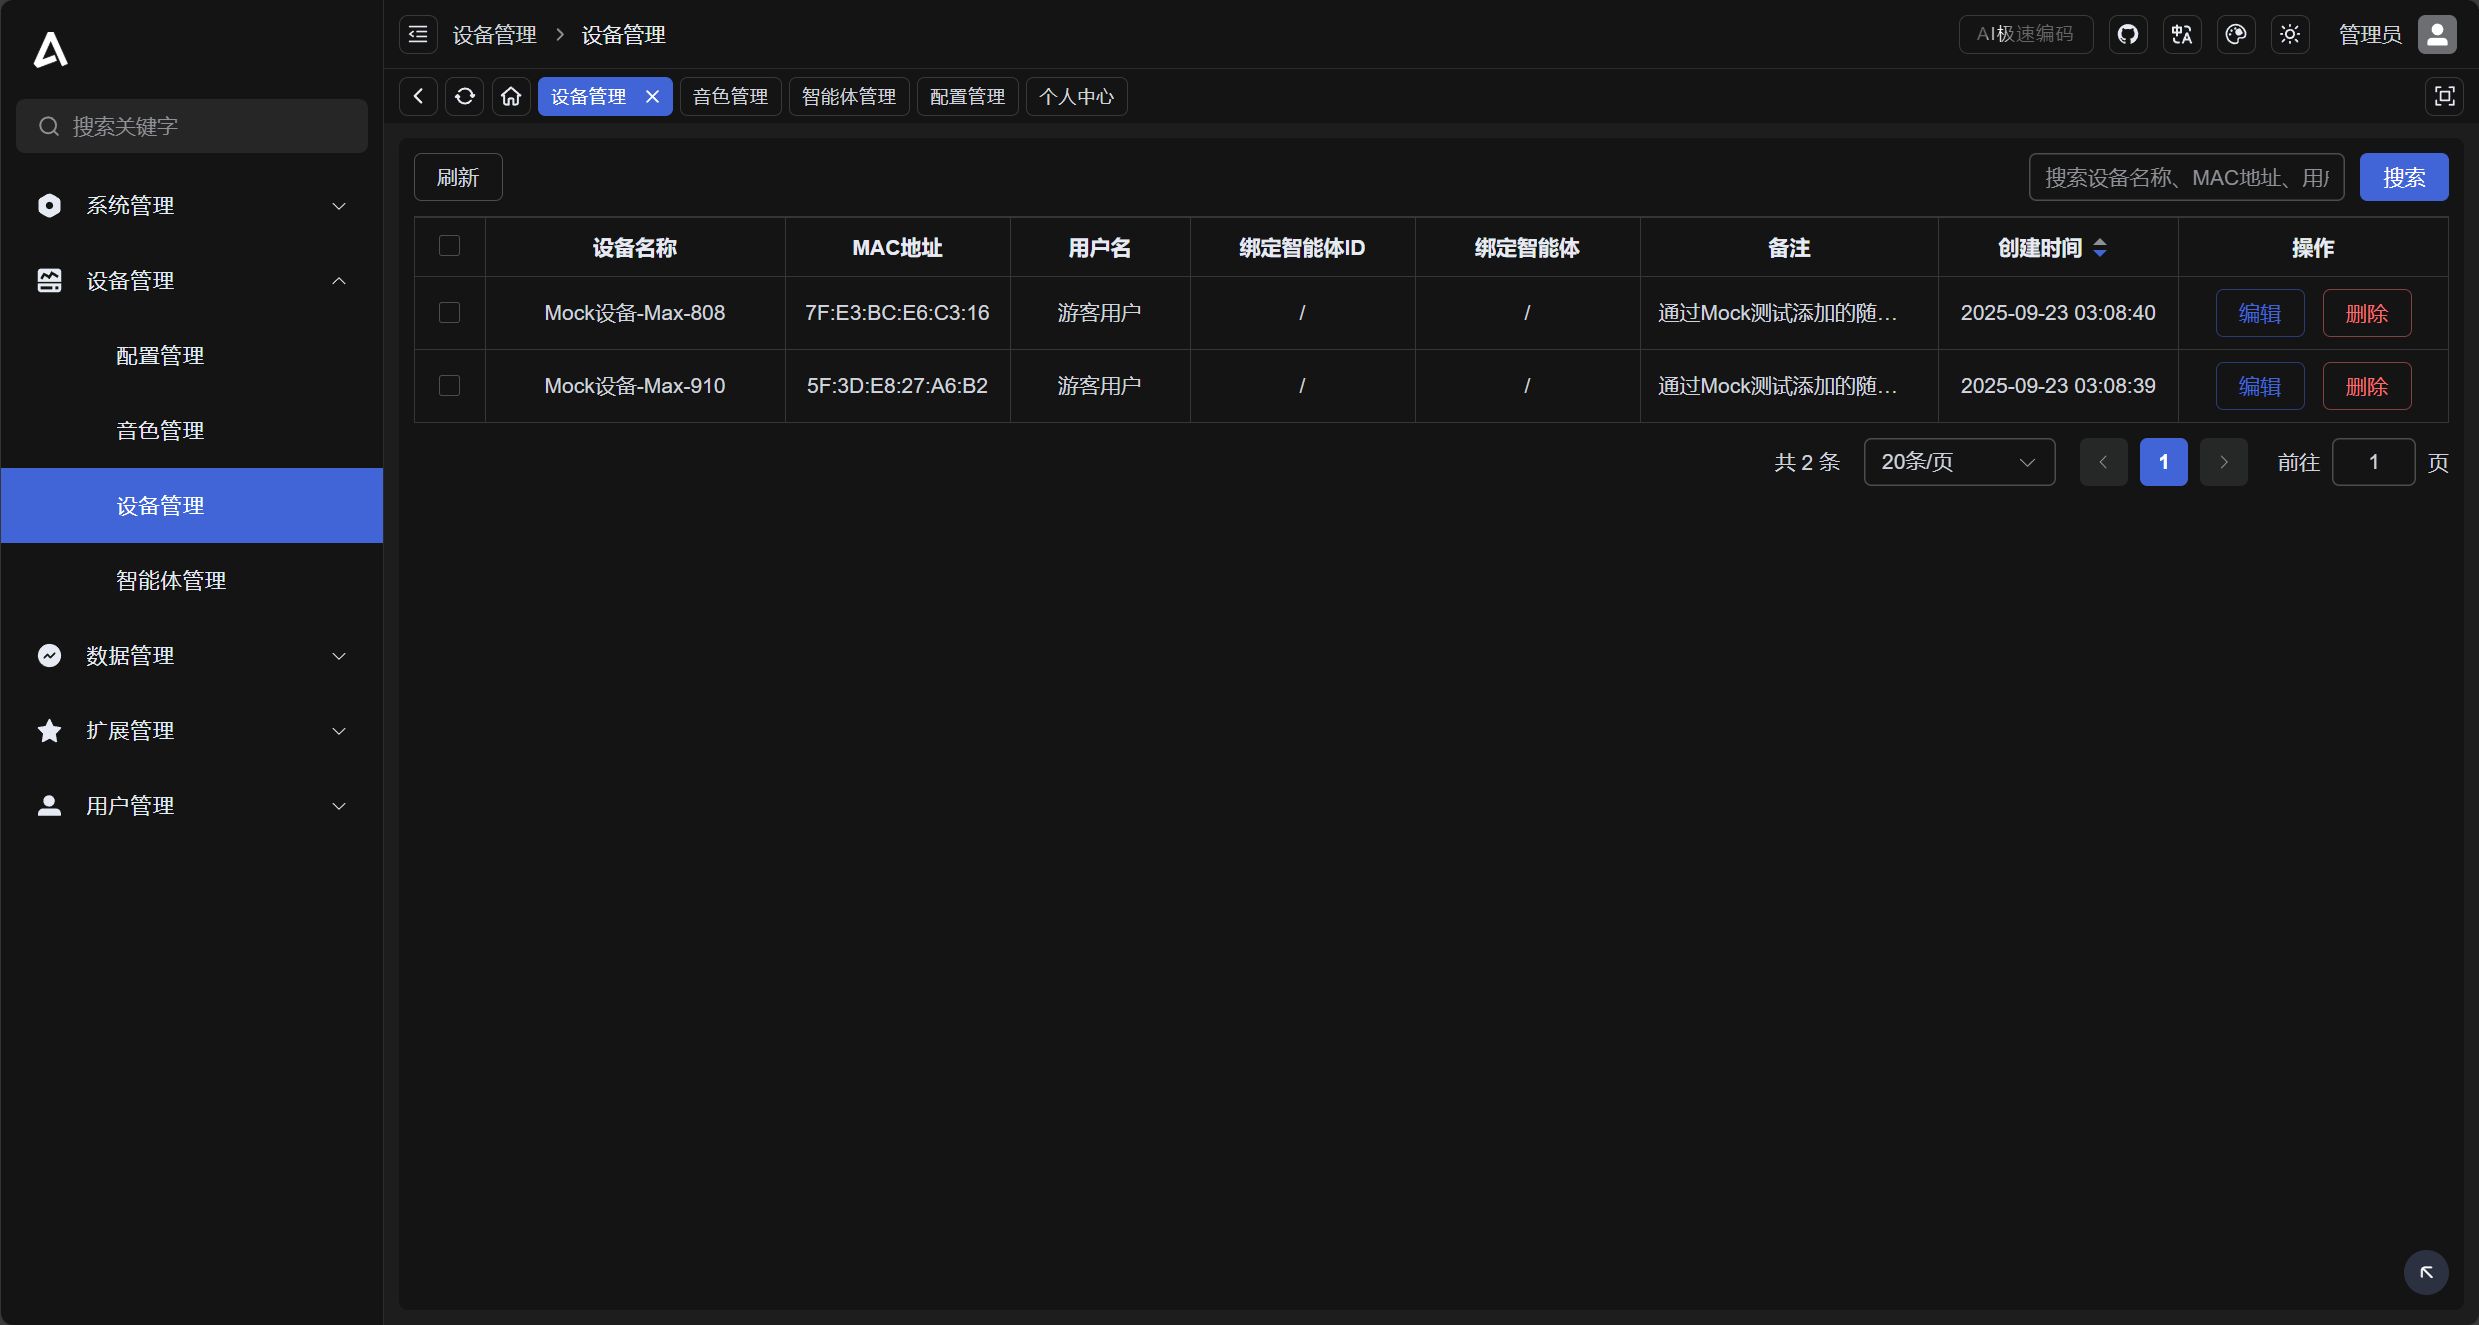 设备管理 > 设备管理
AI极速编码
管理员
搜索关键字
设备管理
音色管理
智能体管理
配置管理
个人中心
系统管理
设备管理
配置管理
音色管理
设备管理
智能体管理
数据管理
扩展管理
用户管理
刷新
搜索设备名称、MAC地址、用
搜索
设备名称 MAC地址 用户名 绑定智能体ID 绑定智能体 备注 创建时间 操作
Mock设备-Max-808 7F:E3:BC:E6:C3:16 游客用户 / / 通过Mock测试添加的随… 2025-09-23 03:08:40 编辑 删除
Mock设备-Max-910 5F:3D:E8:27:A6:B2 游客用户 / / 通过Mock测试添加的随… 2025-09-23 03:08:39 编辑 删除
共 2 条 20条/页 1 前往 1 页